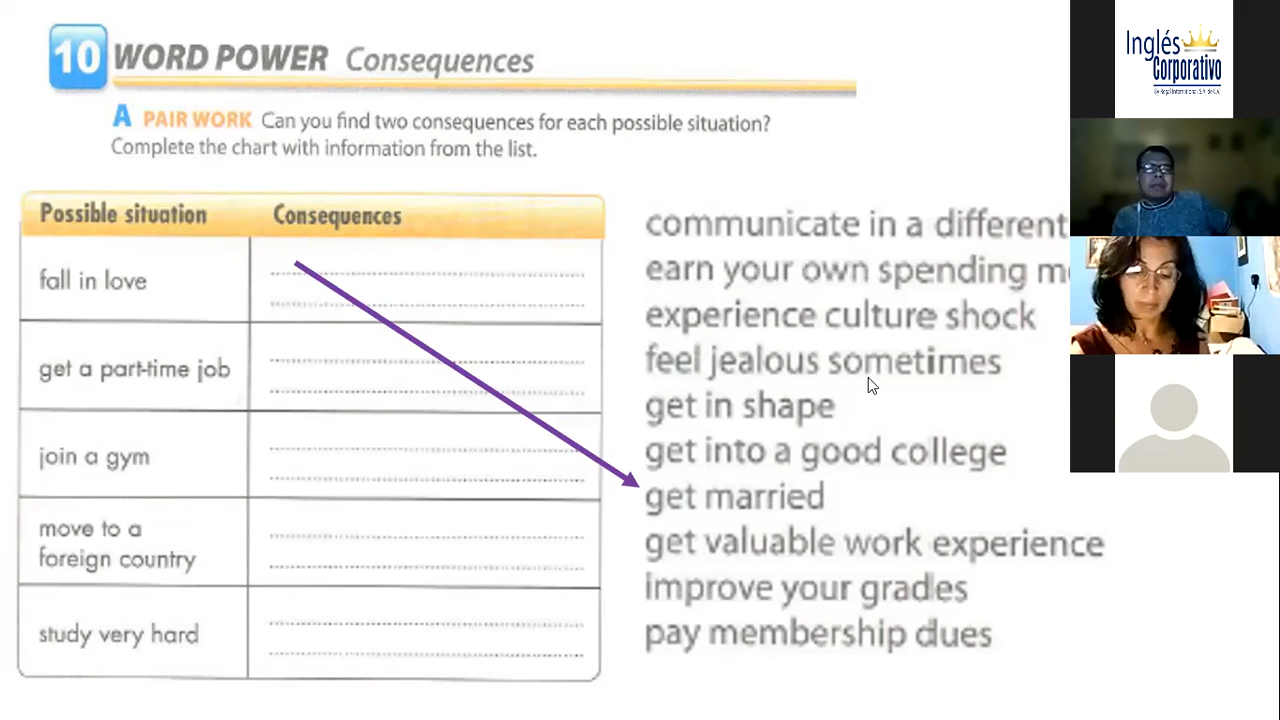 10 WORD POWER Consequences
A PAIR WORK Can you find two consequences for each possible situation?
Complete the chart with information from the list.
Possible situation Consequences
fall in love
get a part-time job
join a gym
move to a
foreign country
study very hard
communicate in a different
earn your own spending
experience culture shock
feel jealous sometimes
get in shape
get into a good college
get married
get valuable work experience
improve your grades
pay membership dues
Inglés
Corporativo
By Regal International S.A. de C.V.